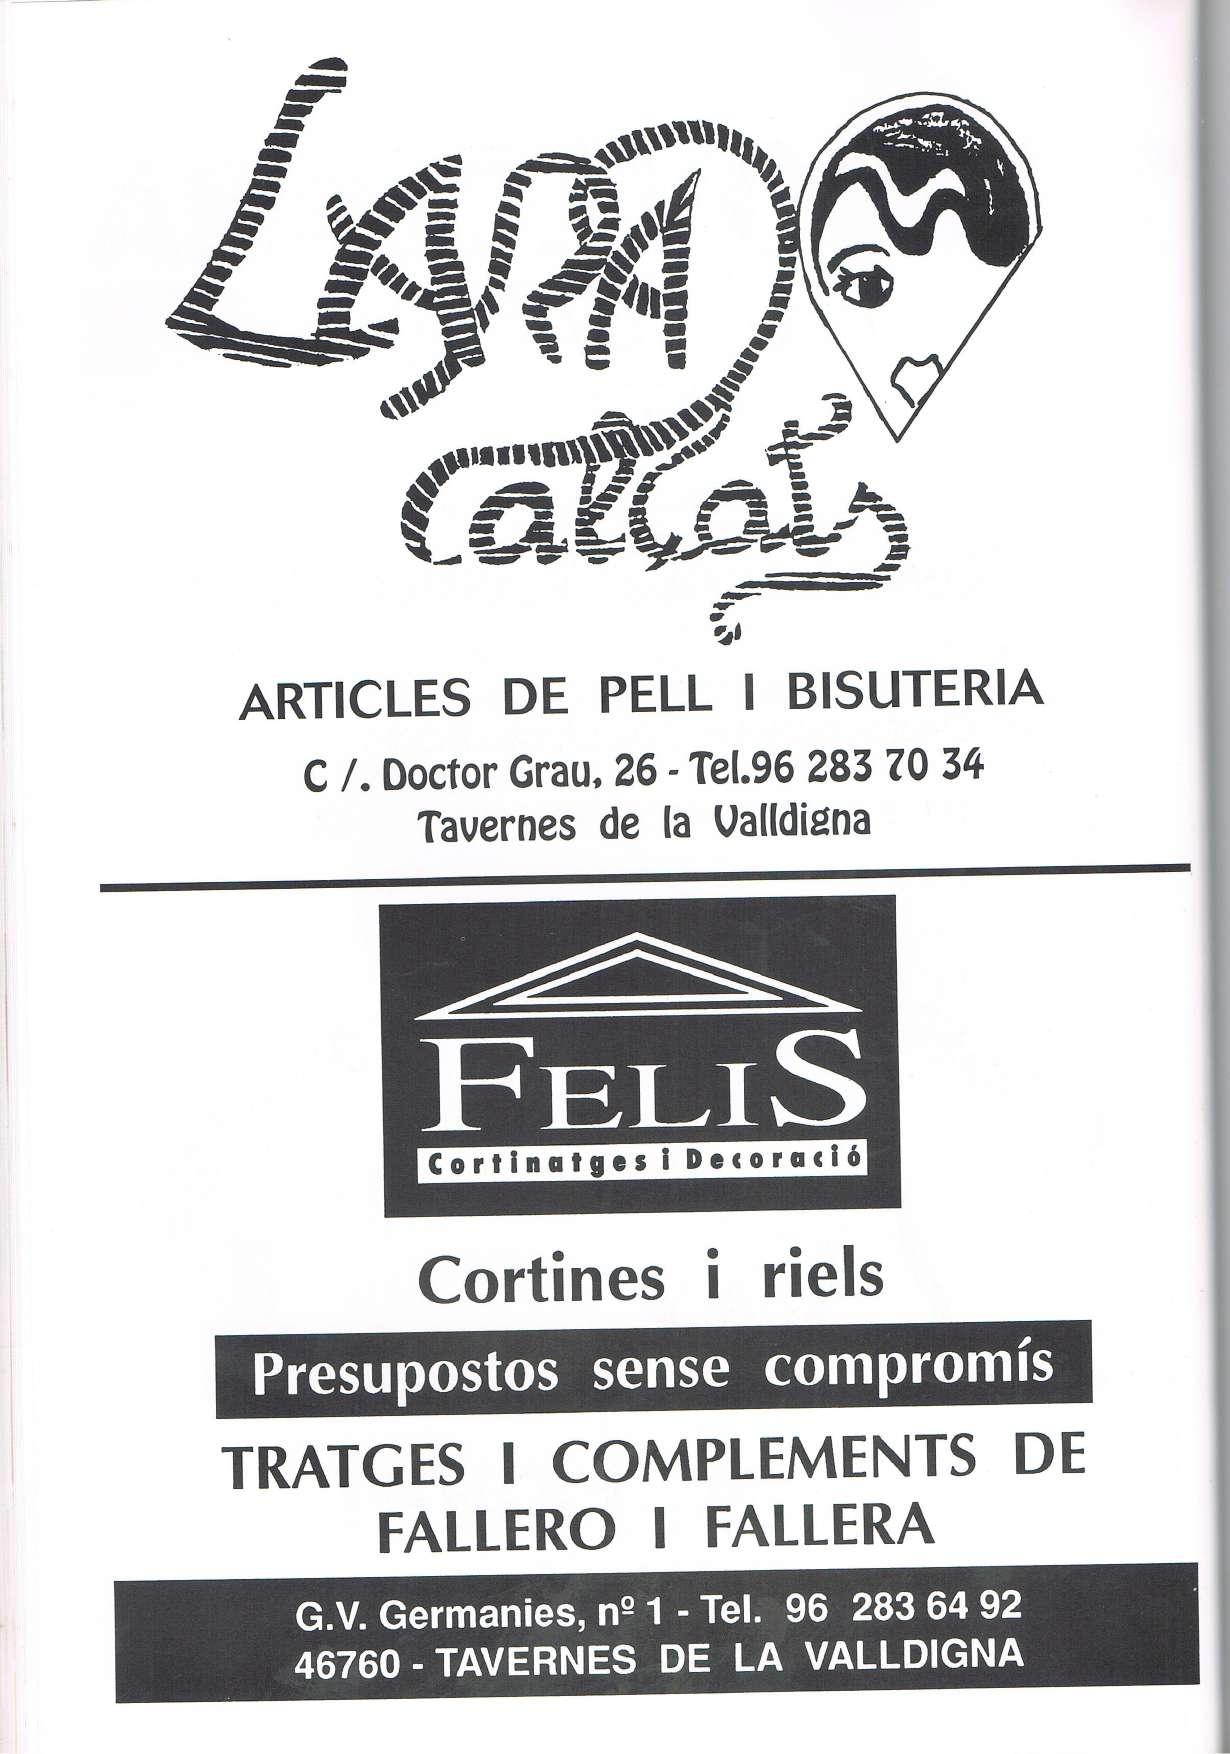 Calçats
ARTICLES DE PELL I BISUTERIA
C /. Doctor Grau, 26 - Tel.96 283 70 34
Tavernes de la Valldigna
FELIS
Cortinatges i Decoració
Cortines i riels
Presupostos sense compromís
TRATGES I COMPLEMENTS DE
FALLERO I FALLERA
G.V. Germanies, nº 1 - Tel. 96 283 64 92
46760 - TAVERNES DE LA VALLDIGNA